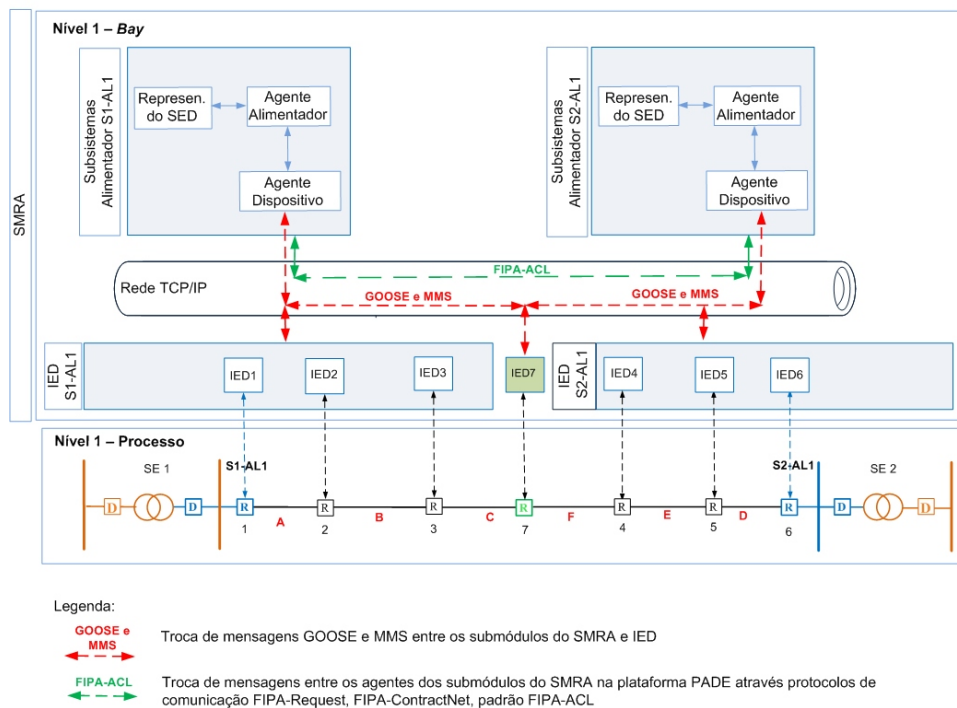 SMRA
Nível 1 – Bay
Subsistemas
Alimentador S1-AL1
Represen.
do SED
Agente
Alimentador
Agente
Dispositivo
Subsistemas
Alimentador S2-AL1
Represen.
do SED
Agente
Alimentador
Agente
Dispositivo
Rede TCP/IP
FIPA-ACL
GOOSE e MMS
GOOSE e MMS
IED
S1-AL1
IED1
IED2
IED3
IED7
IED
S2-AL1
IED4
IED5
IED6
Nível 1 – Processo
SE 1
S1-AL1
S2-AL1
SE 2
D
D
R
R
R
R
R
R
R
D
D
A
B
C
F
E
D
1
2
3
7
4
5
6
Legenda:
GOOSE e
MMS
Troca de mensagens GOOSE e MMS entre os submódulos do SMRA e IED
FIPA-ACL
Troca de mensagens entre os agentes dos submódulos do SMRA na plataforma PADE através protocolos de
comunicação FIPA-Request, FIPA-ContractNet, padrão FIPA-ACL